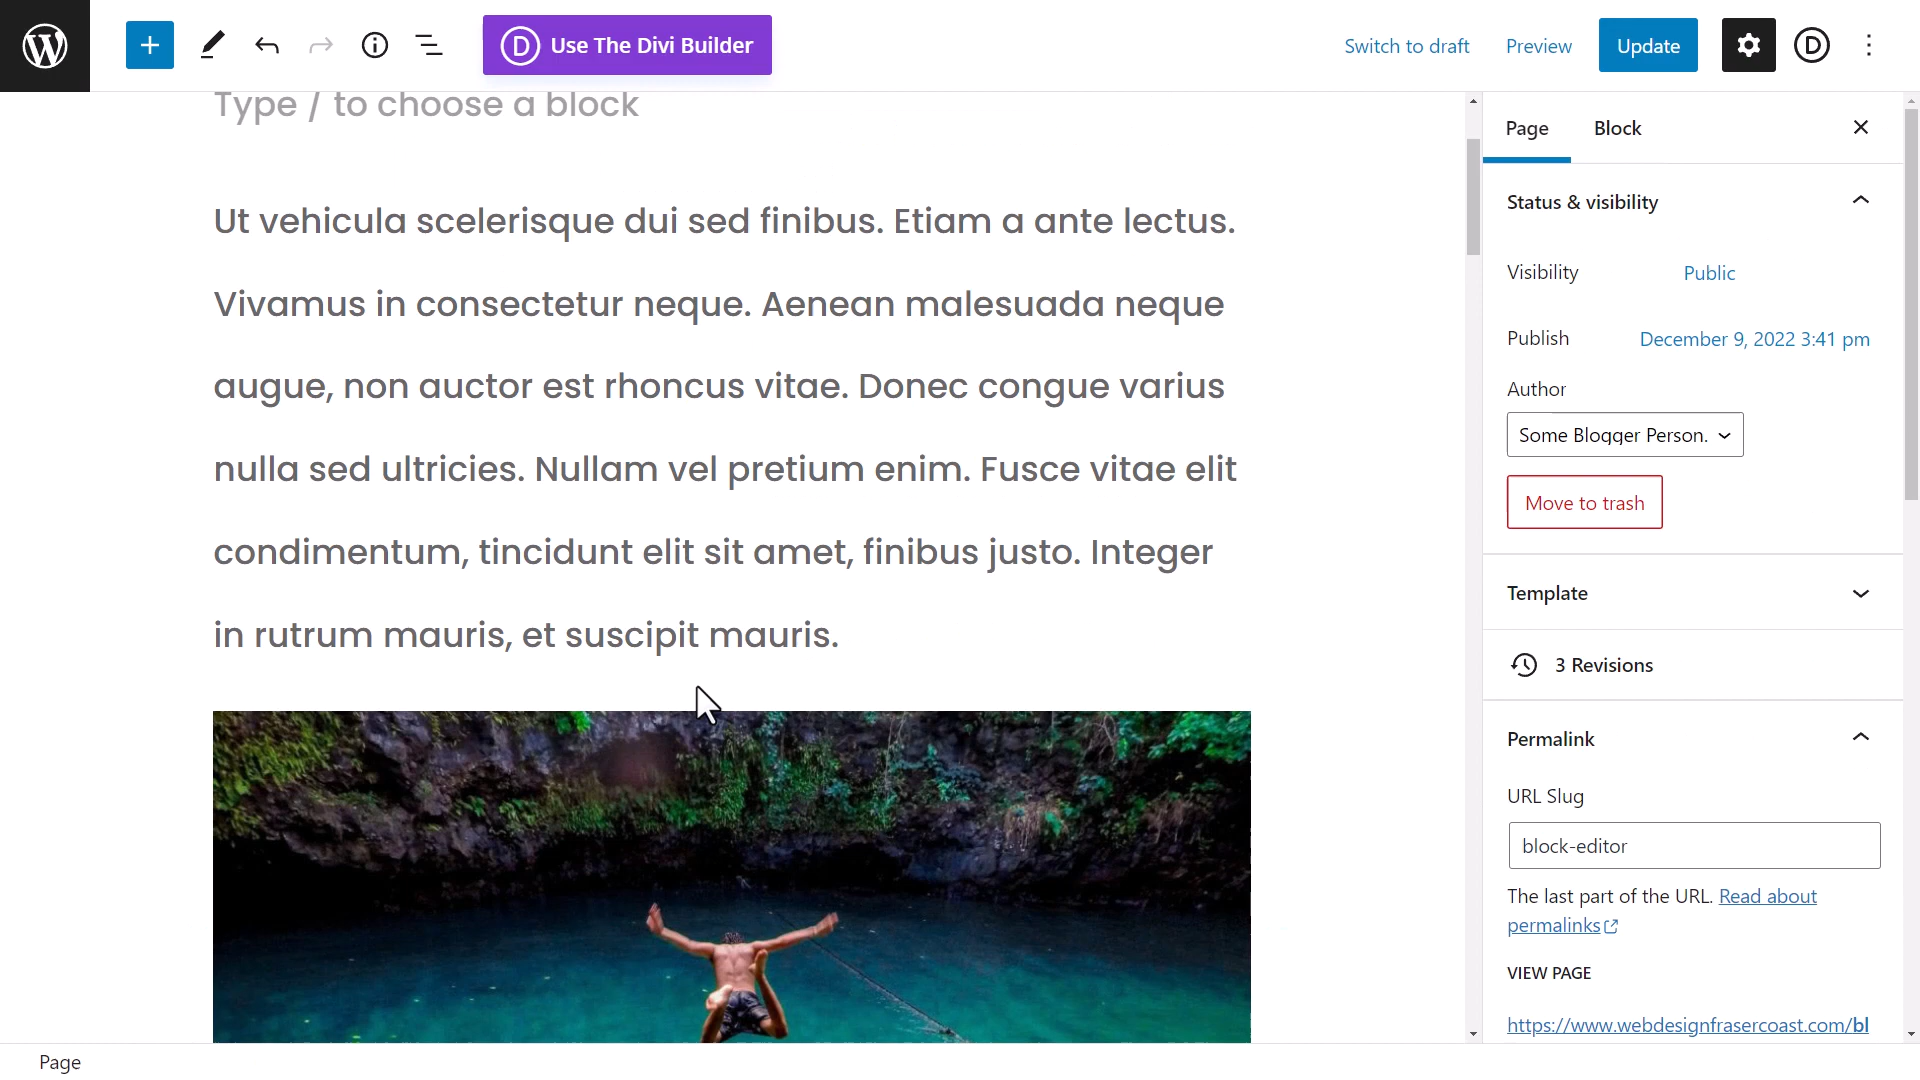 Use The Divi Builder
Switch to draft
Preview
Update
Type / to choose a block
Ut vehicula scelerisque dui sed finibus. Etiam a ante lectus.
Vivamus in consectetur neque. Aenean malesuada neque
augue, non auctor est rhoncus vitae. Donec congue varius
nulla sed ultricies. Nullam vel pretium enim. Fusce vitae elit
condimentum, tincidunt elit sit amet, finibus justo. Integer
in rutrum mauris, et suscipit mauris.
Page Block
Status & visibility
Visibility Public
Publish December 9, 2022 3:41 pm
Author
Some Blogger Person.
Move to trash
Template
3 Revisions
Permalink
URL Slug
block-editor
The last part of the URL. Read about
permalinks
VIEW PAGE
https://www.webdesignfrasercoast.com/bl
Page